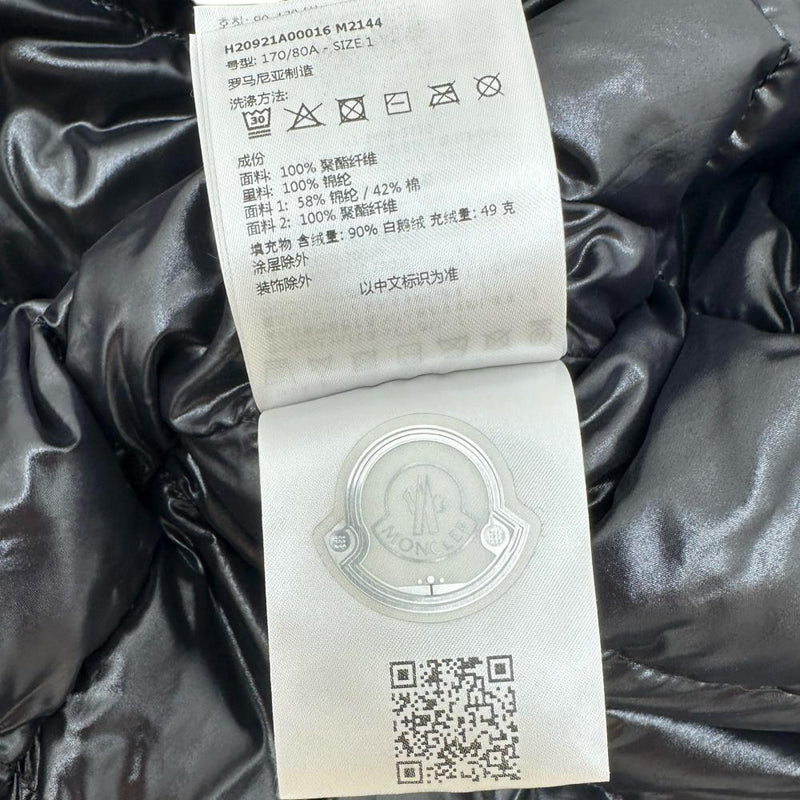 H20921A00016 M2144
号型: 170/80A - SIZE 1
罗马尼亚制造
洗涤方法:
30
成份
面料: 100% 聚酯纤维
里料: 100% 锦纶
面料 1: 58% 锦纶 / 42% 棉
面料 2: 100% 聚酯纤维
填充物 含绒量: 90% 白鹅绒 充绒量: 49 克
涂层除外
装饰除外 以中文标识为准
MONCLER